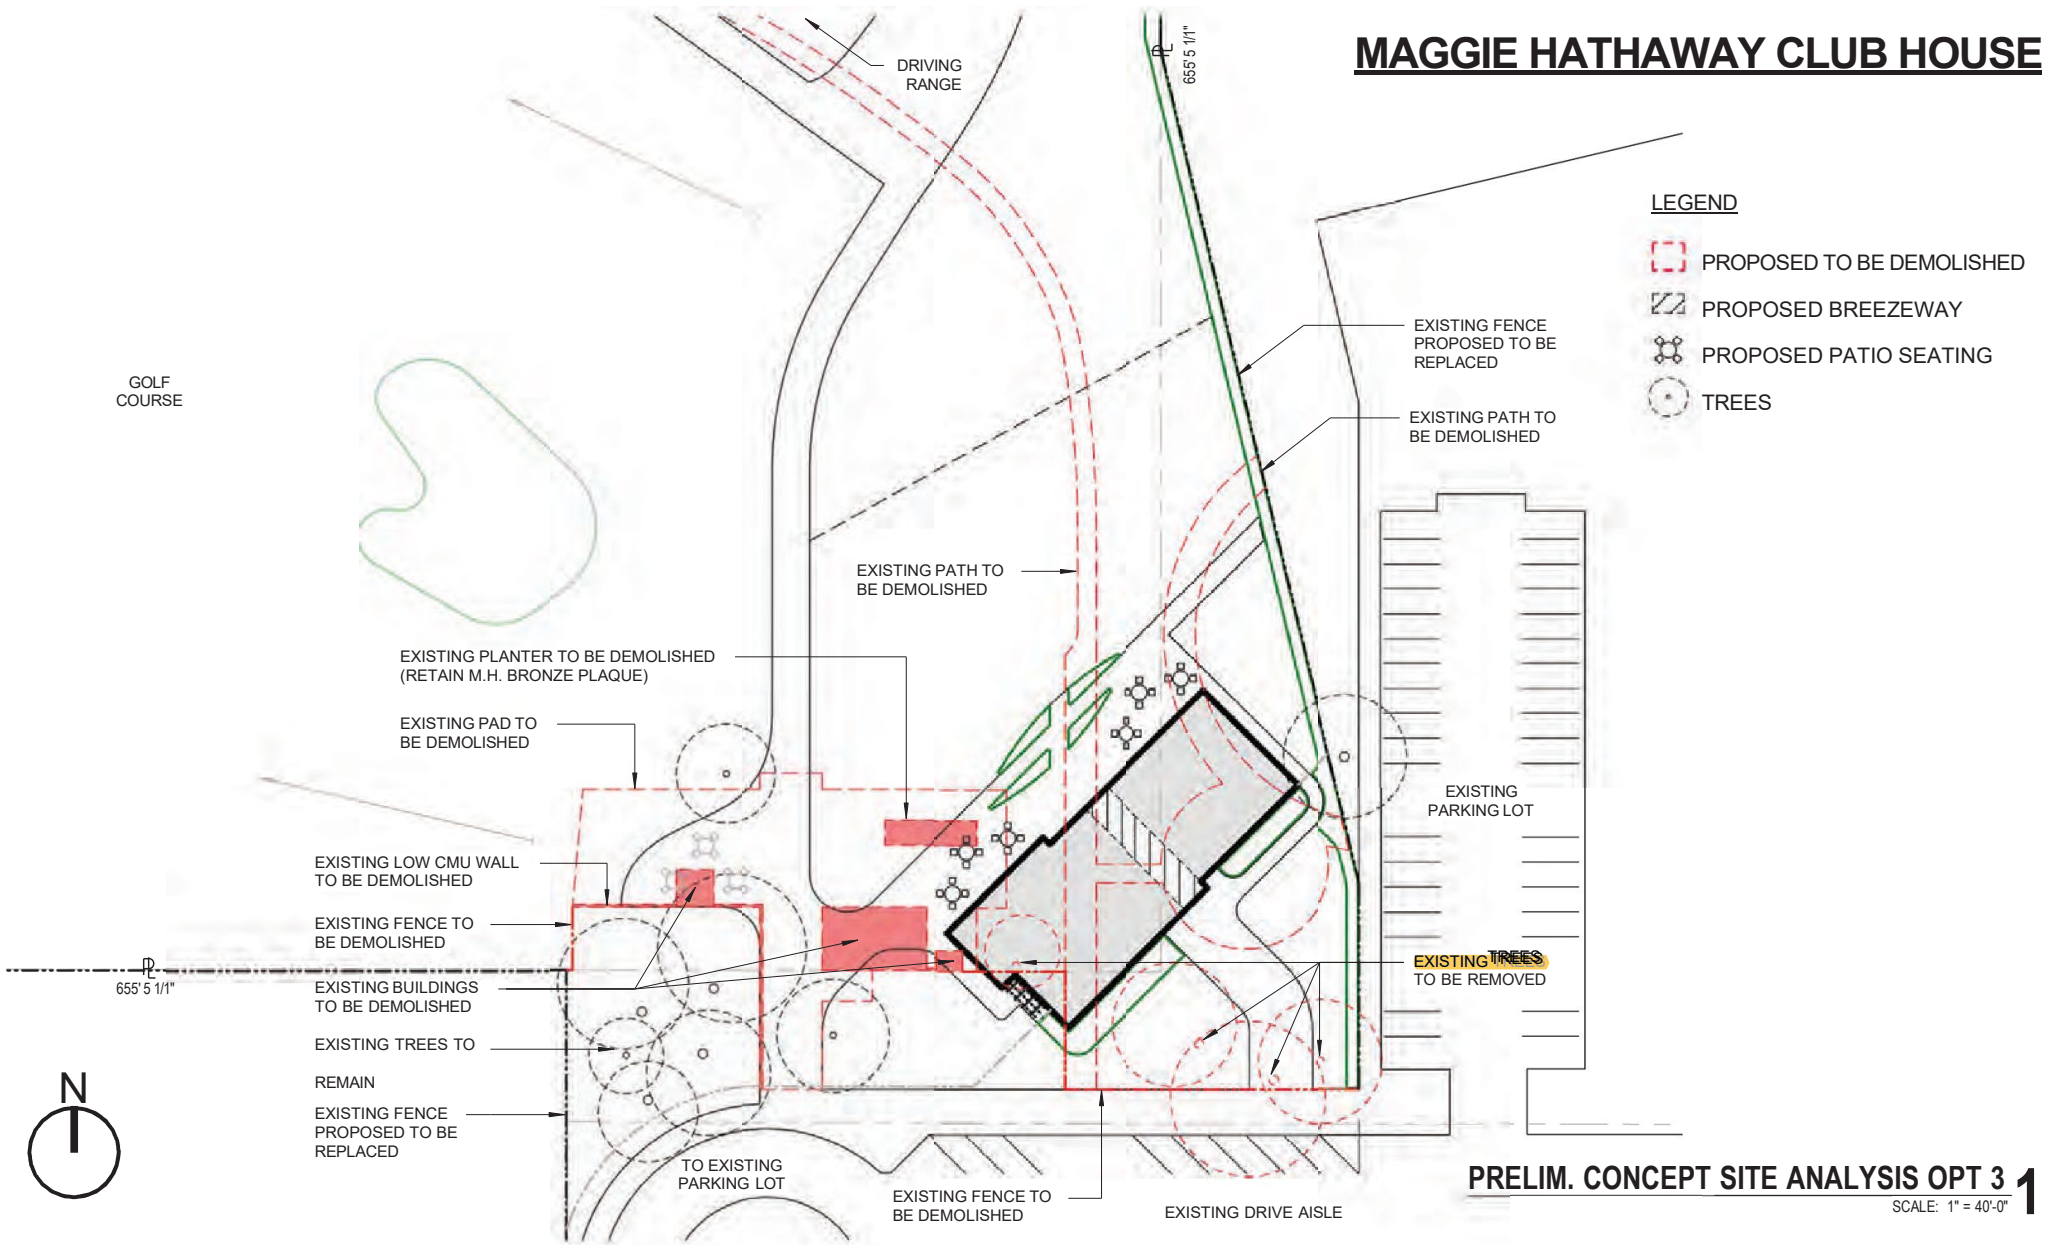 MAGGIE HATHAWAY CLUB HOUSE
DRIVING
RANGE
PL
655' 5 1/1"
LEGEND
PROPOSED TO BE DEMOLISHED
PROPOSED BREEZEWAY
PROPOSED PATIO SEATING
TREES
EXISTING FENCE
PROPOSED TO BE
REPLACED
GOLF
COURSE
EXISTING PATH TO
BE DEMOLISHED
EXISTING PATH TO
BE DEMOLISHED
EXISTING PLANTER TO BE DEMOLISHED
(RETAIN M.H. BRONZE PLAQUE)
EXISTING PAD TO
BE DEMOLISHED
EXISTING
PARKING LOT
EXISTING LOW CMU WALL
TO BE DEMOLISHED
EXISTING FENCE TO
BE DEMOLISHED
PL
655' 5 1/1"
EXISTING TREES
TO BE REMOVED
EXISTING BUILDINGS
TO BE DEMOLISHED
EXISTING TREES TO
REMAIN
N
EXISTING FENCE
PROPOSED TO BE
REPLACED
TO EXISTING
PARKING LOT
EXISTING FENCE TO
BE DEMOLISHED
EXISTING DRIVE AISLE
PRELIM. CONCEPT SITE ANALYSIS OPT 3 1
SCALE: 1" = 40'-0"